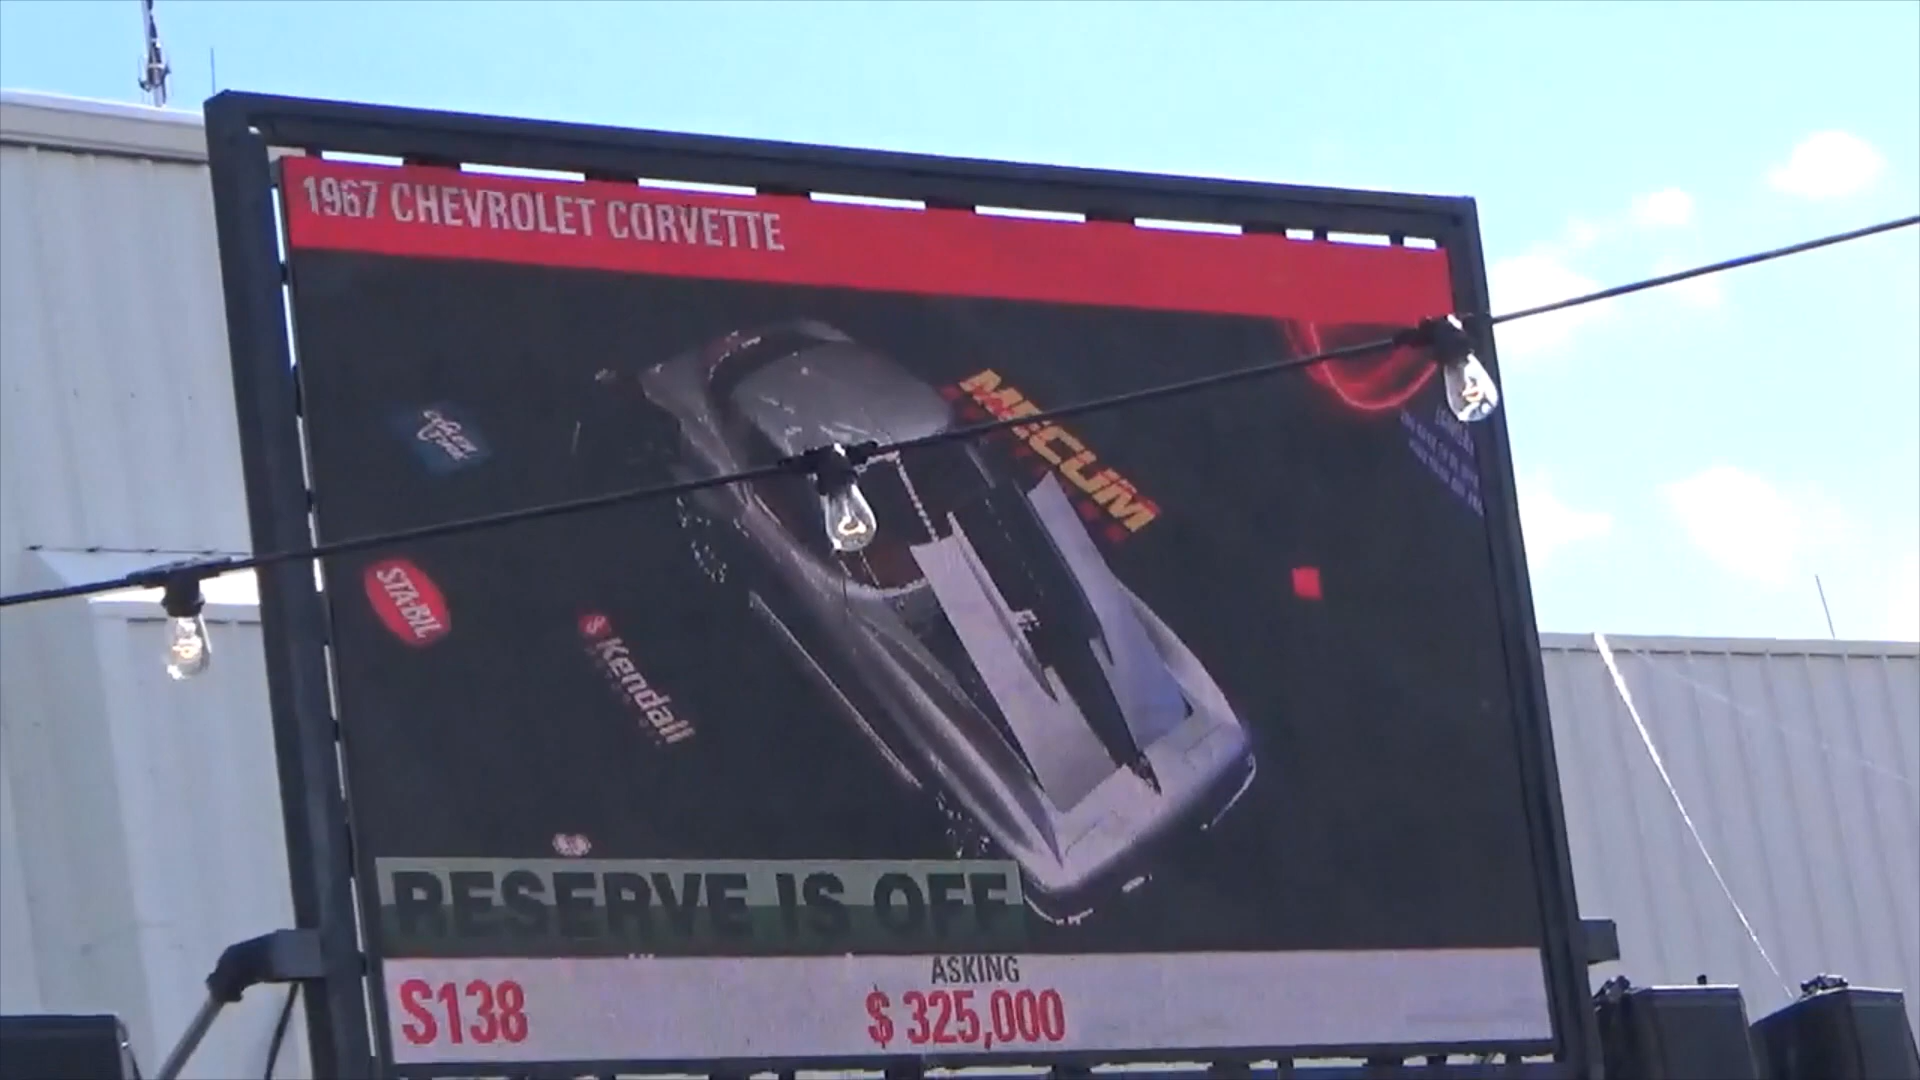 1967 CHEVROLET CORVETTE
MECUM
STA-BIL
Kendall
RESERVE IS OFF
ASKING
S138
$ 325,000